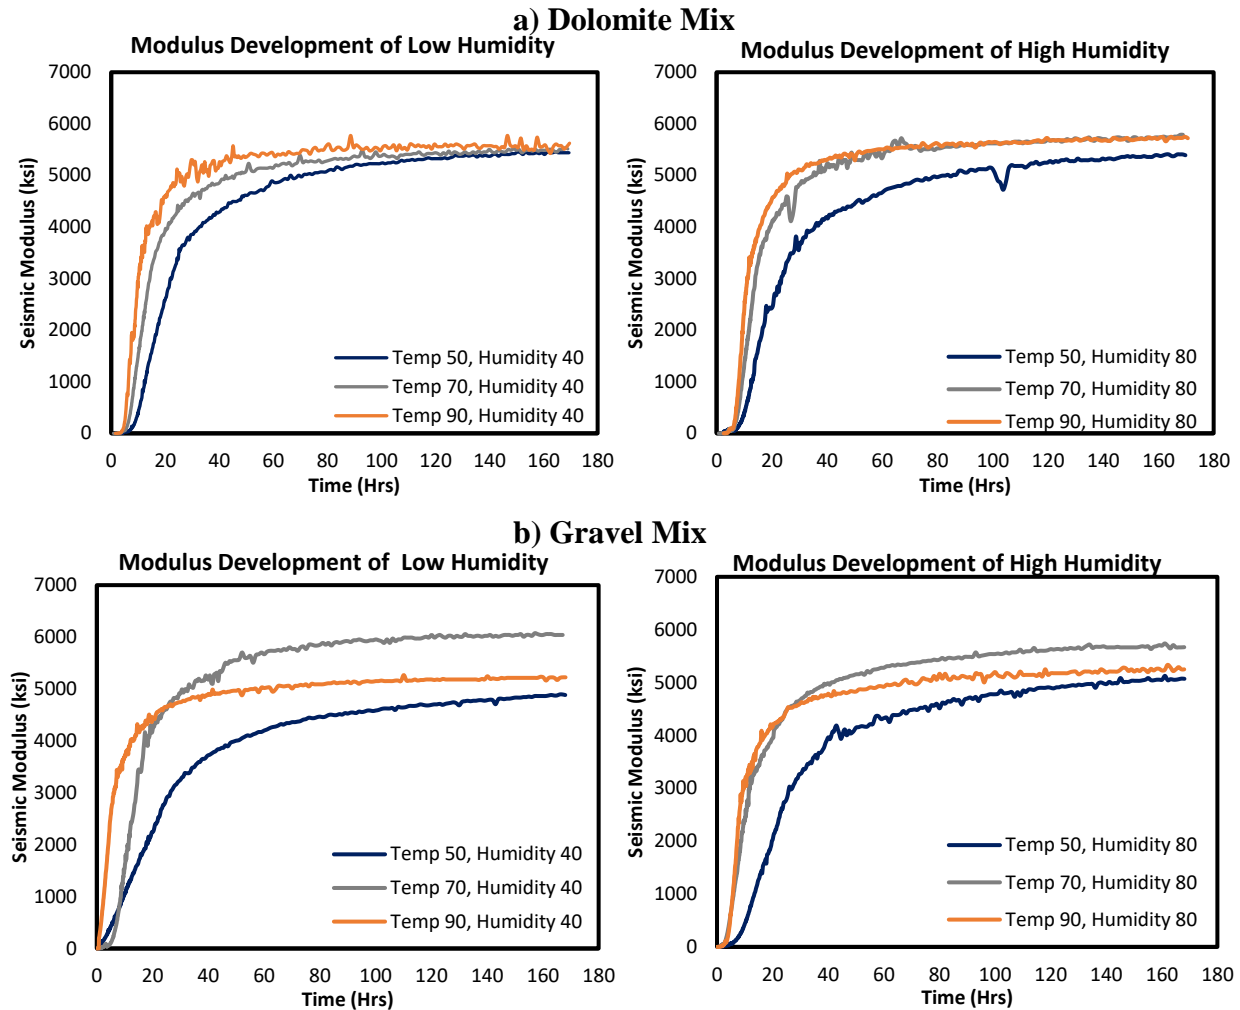 a) Dolomite Mix
Modulus Development of Low Humidity
7000
6000
5000
4000
3000
2000
1000
0
Seismic Modulus (ksi)
Temp 50, Humidity 40
Temp 70, Humidity 40
Temp 90, Humidity 40
0 20 40 60 80 100 120 140 160 180
Time (Hrs)
Modulus Development of High Humidity
7000
6000
5000
4000
3000
2000
1000
0
Seismic Modulus (ksi)
Temp 50, Humidity 80
Temp 70, Humidity 80
Temp 90, Humidity 80
0 20 40 60 80 100 120 140 160 180
Time (Hrs)
b) Gravel Mix
Modulus Development of Low Humidity
7000
6000
5000
4000
3000
2000
1000
0
Seismic Modulus (ksi)
Temp 50, Humidity 40
Temp 70, Humidity 40
Temp 90, Humidity 40
0 20 40 60 80 100 120 140 160 180
Time (Hrs)
Modulus Development of High Humidity
7000
6000
5000
4000
3000
2000
1000
0
Seismic Modulus (ksi)
Temp 50, Humidity 80
Temp 70, Humidity 80
Temp 90, Humidity 80
0 20 40 60 80 100 120 140 160 180
Time (Hrs)